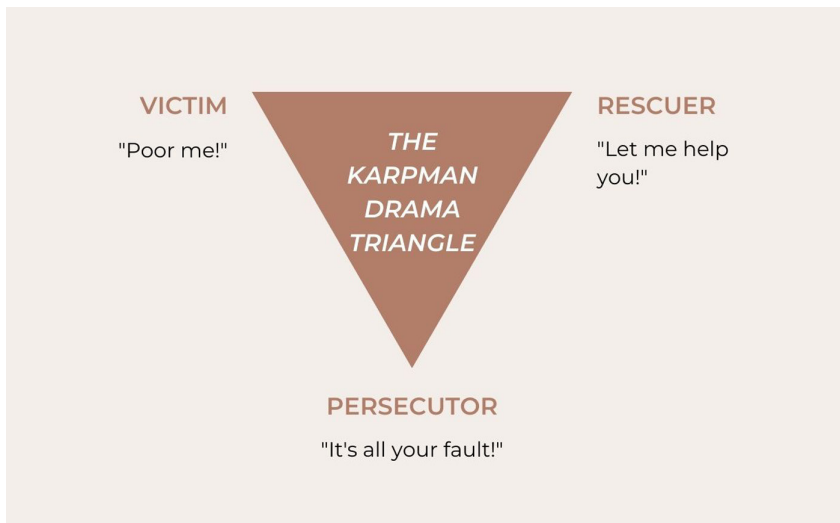 VICTIM
"Poor me!"
THE
KARPMAN
DRAMA
TRIANGLE
RESCUER
"Let me help
you!"
PERSECUTOR
"It's all your fault!"